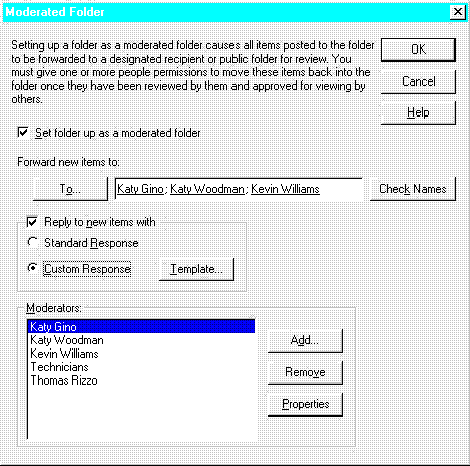 Moderated Folder
Setting up a folder as a moderated folder causes all items posted to the folder
to be forwarded to a designated recipient or public folder for review. You
must give one or more people permissions to move these items back into the
folder once they have been reviewed by them and approved for viewing by
others.
OK
Cancel
Help
Set folder up as a moderated folder
Forward new items to:
To...
Katy Gino; Katy Woodman; Kevin Williams
Check Names
Reply to new items with
Standard Response
Custom Response
Template...
Moderators:
Katy Gino
Katy Woodman
Kevin Williams
Technicians
Thomas Rizzo
Add...
Remove
Properties